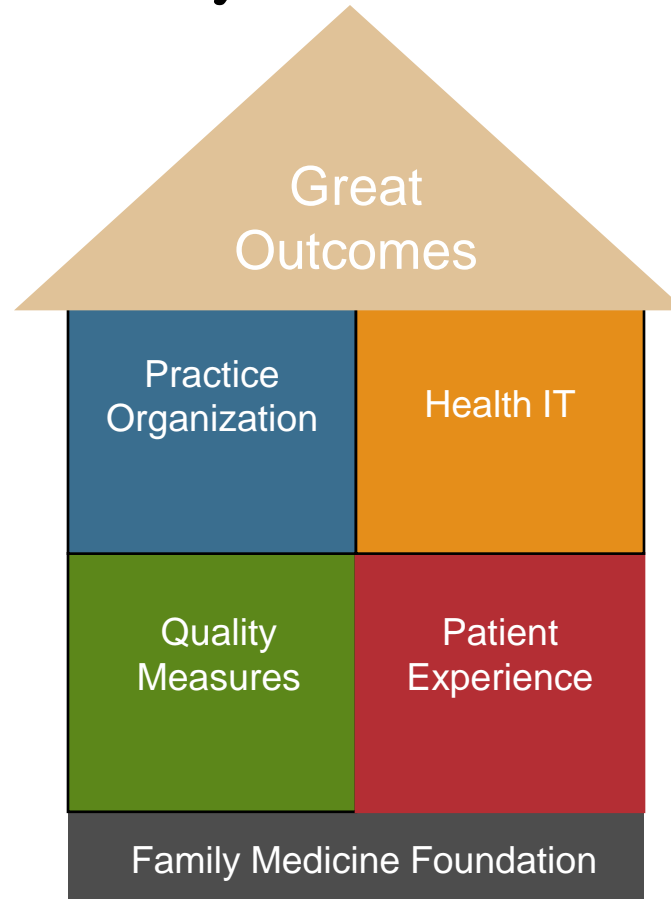 Great
Outcomes
Practice
Organization
Health IT
Quality
Measures
Patient
Experience
Family Medicine Foundation